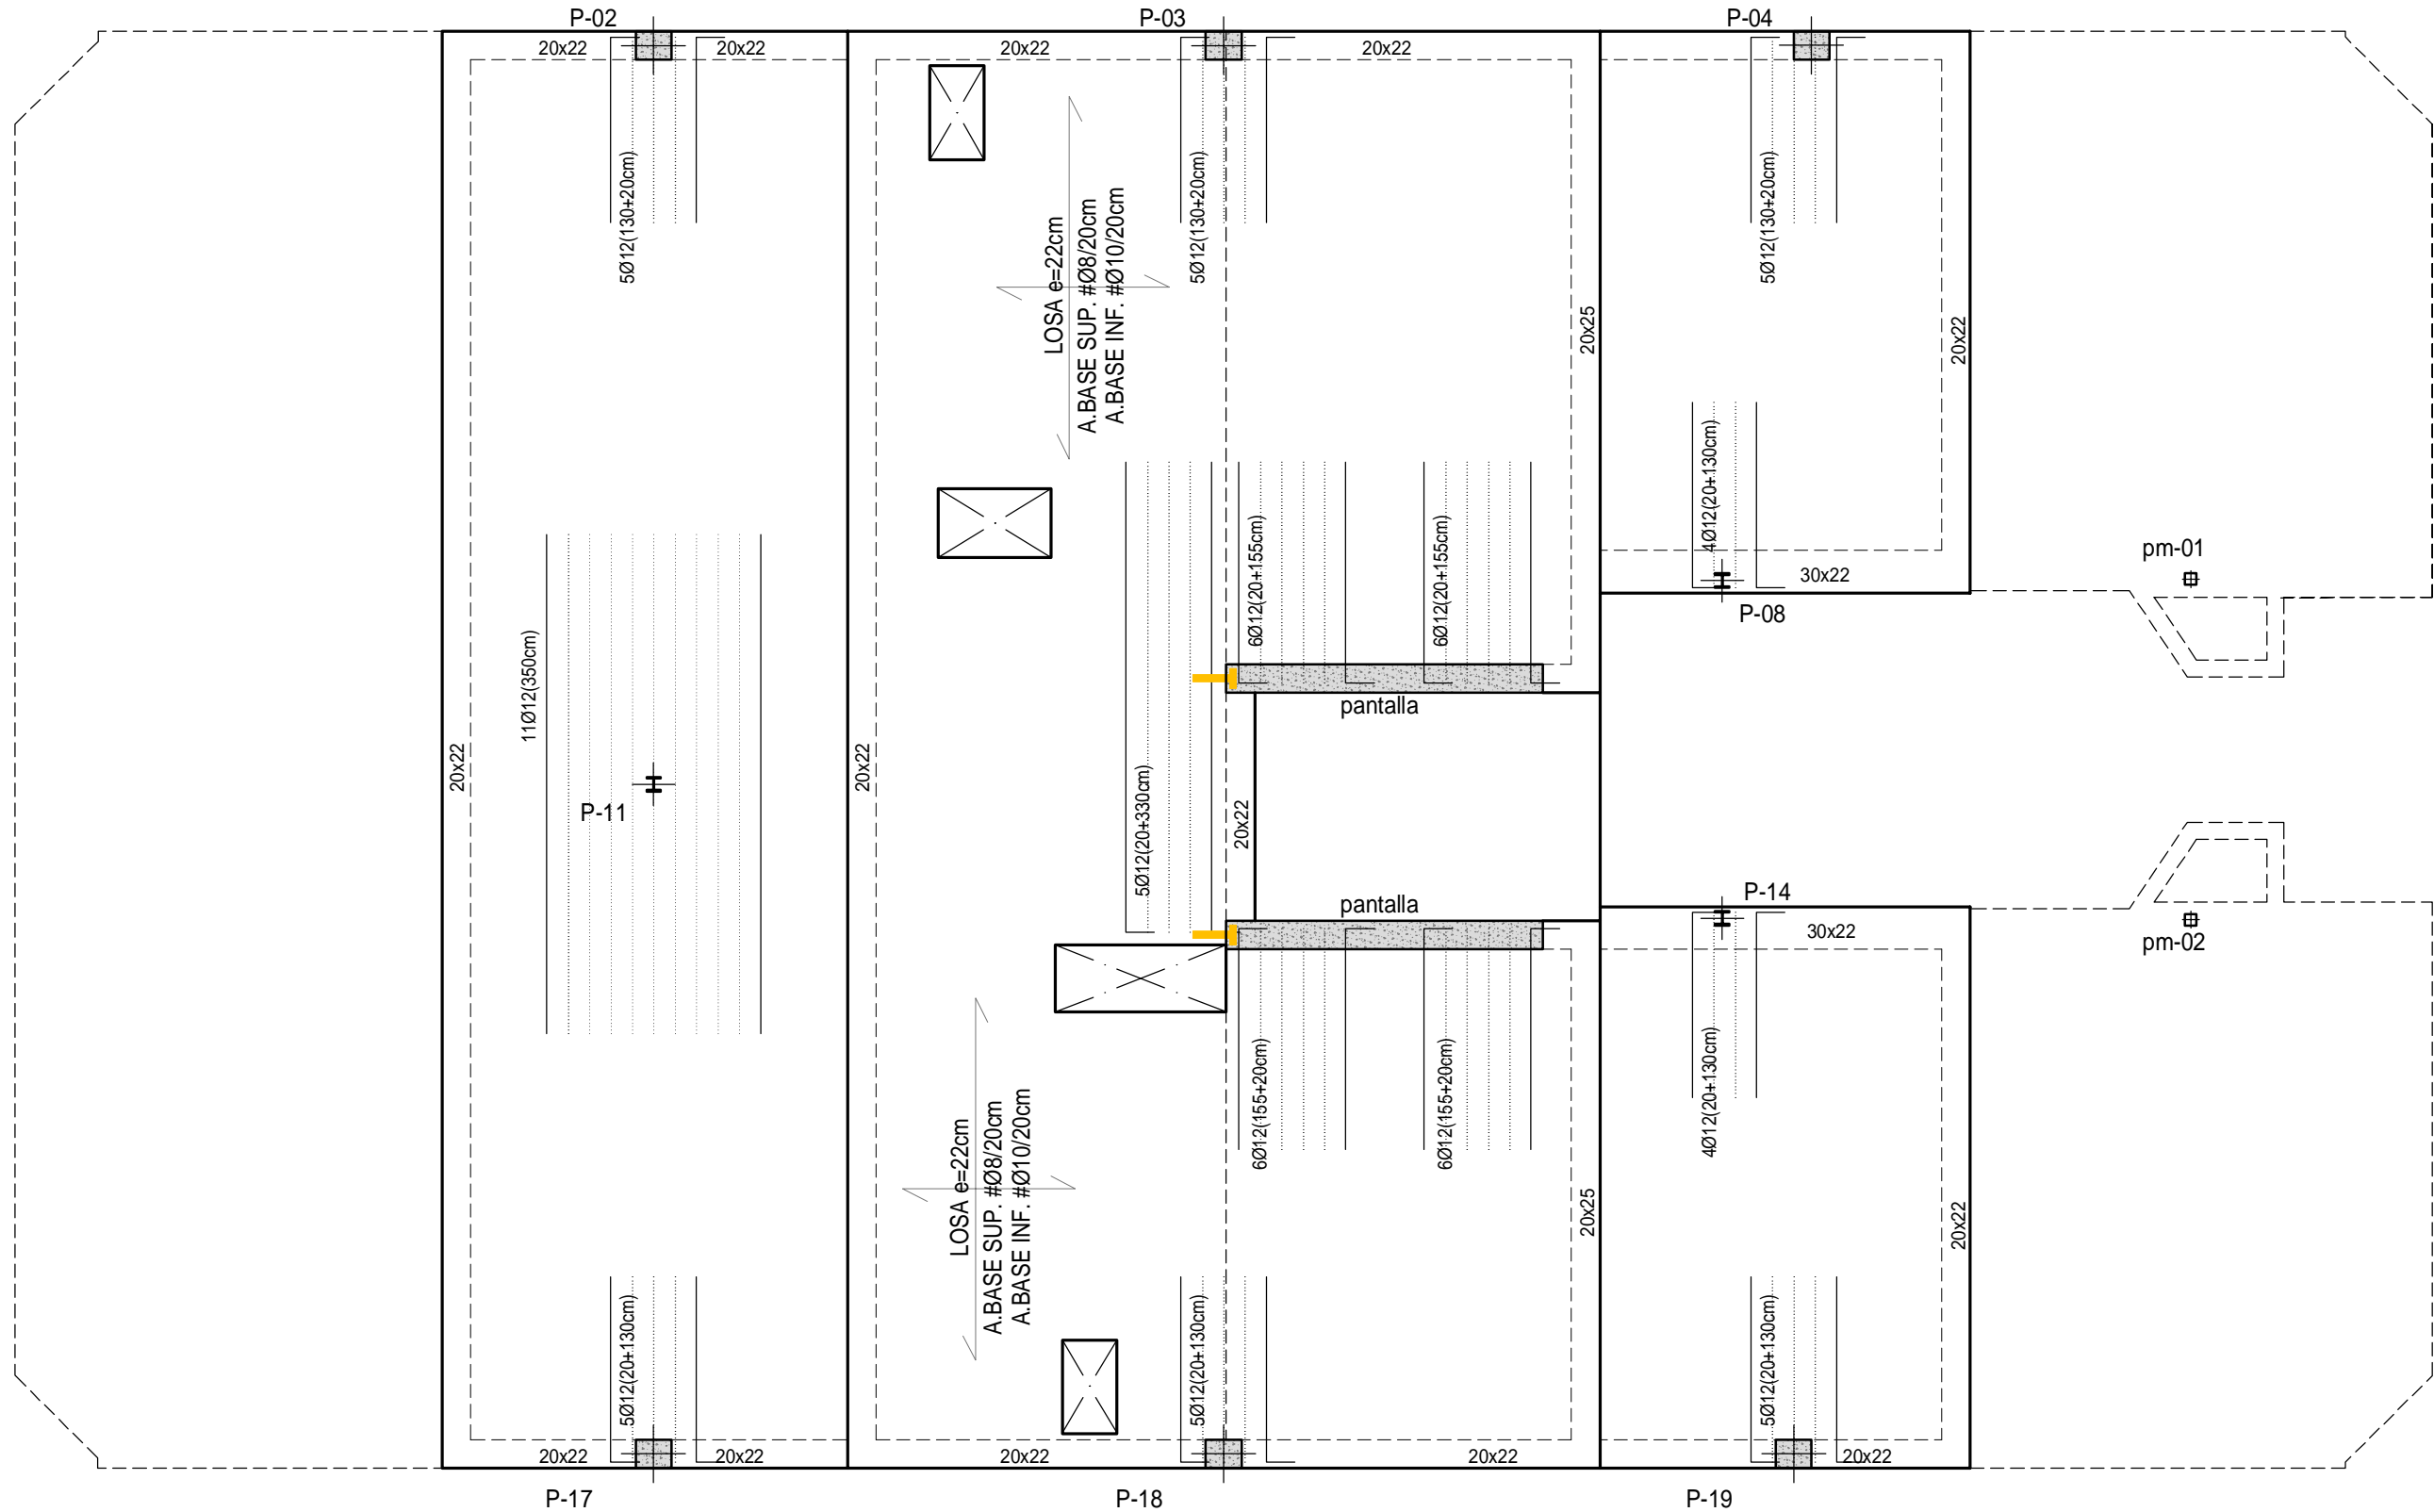 P-02
P-03
P-04
20x22
20x22
20x22
20x22
5Ø12(130+20cm)
5Ø12(130+20cm)
5Ø12(130+20cm)
LOSA e=22cm
A.BASE SUP. #Ø8/20cm
A.BASE INF. #Ø10/20cm
20x25
20x22
4Ø12(20+130cm)
6Ø12(20+155cm)
6Ø12(20+155cm)
pm-01
30x22
P-08
11Ø12(350cm)
pantalla
20x22
20x22
P-11
20x22
5Ø12(20+330cm)
pantalla
P-14
30x22
pm-02
4Ø12(20+130cm)
6Ø12(155+20cm)
6Ø12(155+20cm)
LOSA e=22cm
A.BASE SUP. #Ø8/20cm
A.BASE INF. #Ø10/20cm
20x25
20x22
5Ø12(20+130cm)
5Ø12(20+130cm)
5Ø12(20+130cm)
20x22
20x22
20x22
20x22
20x22
P-17
P-18
P-19